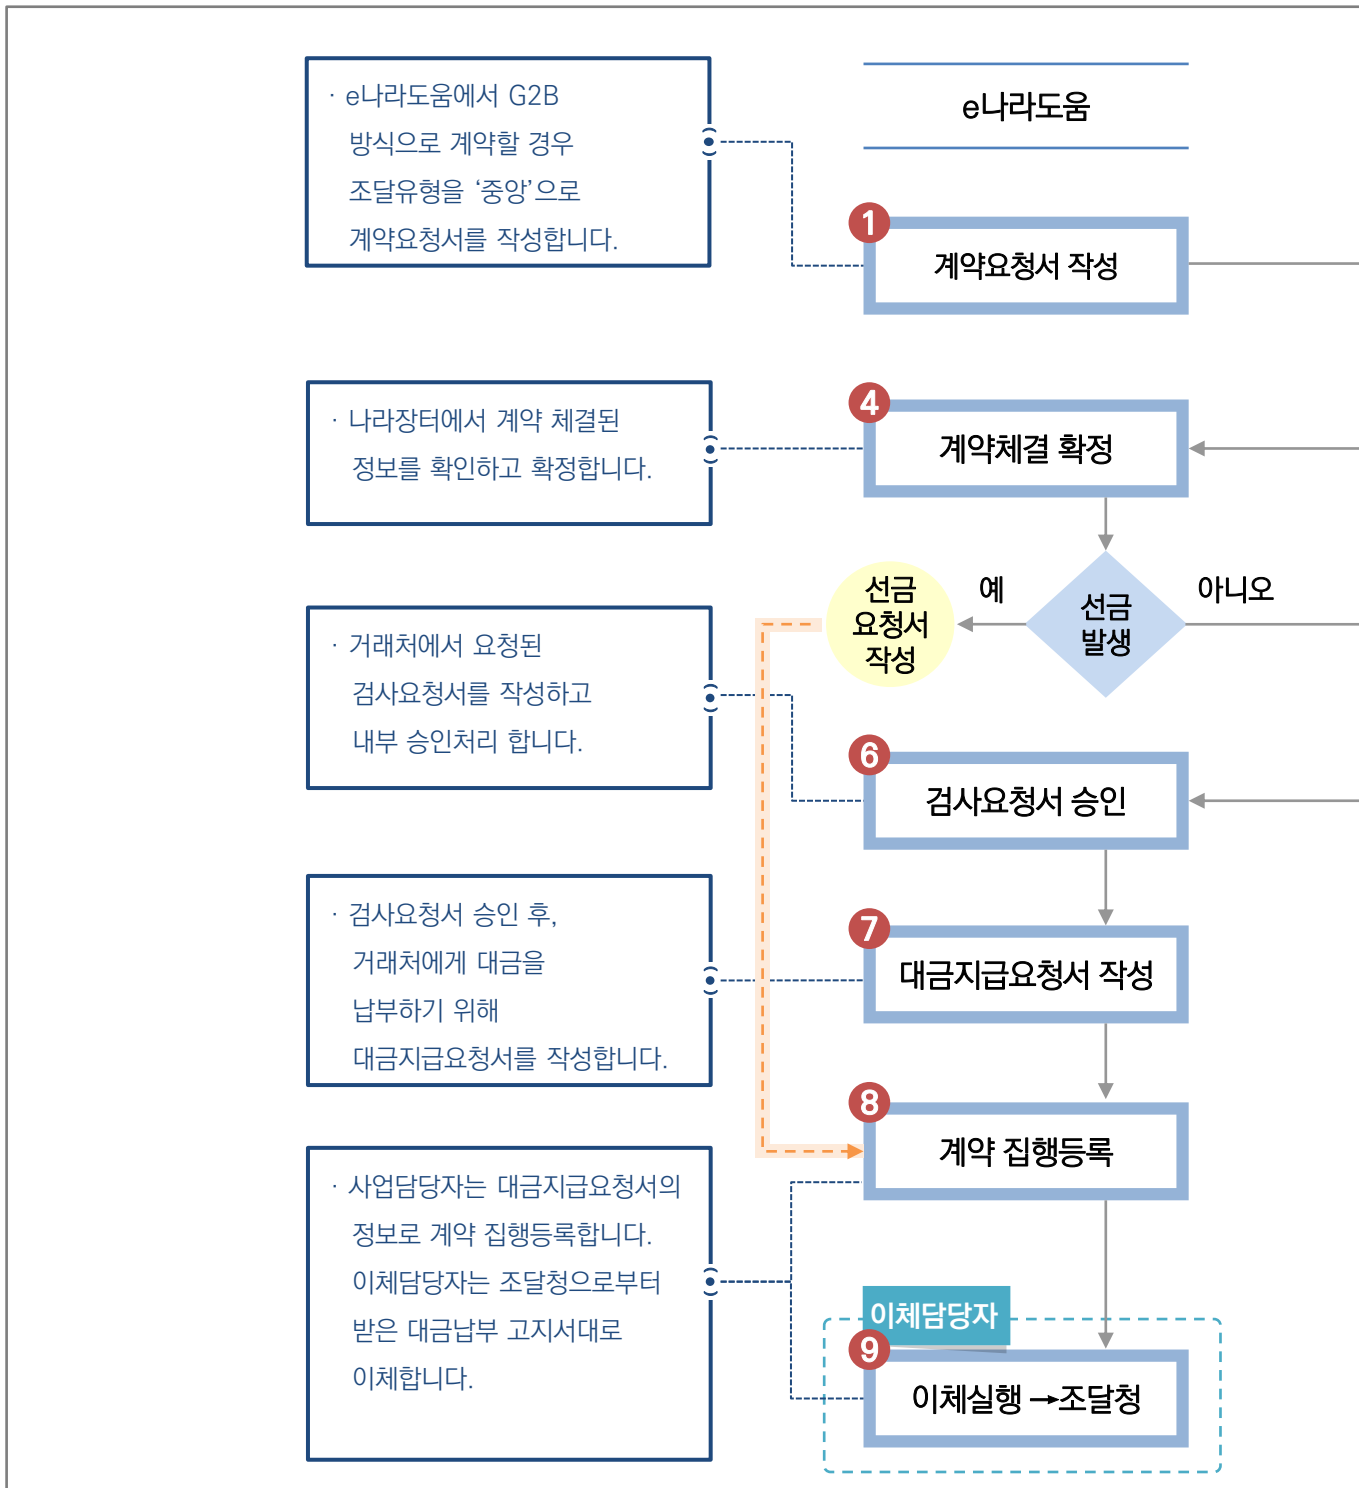 e나라도움
· e나라도움에서 G2B
방식으로 계약할 경우
조달유형을 ‘중앙’으로
계약요청서를 작성합니다.
1
계약요청서 작성
· 나라장터에서 계약 체결된
정보를 확인하고 확정합니다.
4
계약체결 확정
선금
요청서
작성
예
선금
발생
아니오
· 거래처에서 요청된
검사요청서를 작성하고
내부 승인처리 합니다.
6
검사요청서 승인
· 검사요청서 승인 후,
거래처에게 대금을
납부하기 위해
대금지급요청서를 작성합니다.
7
대금지급요청서 작성
8
계약 집행등록
· 사업담당자는 대금지급요청서의
정보로 계약 집행등록합니다.
이체담당자는 조달청으로부터
받은 대금납부 고지서대로
이체합니다.
이체담당자
9
이체실행 →조달청